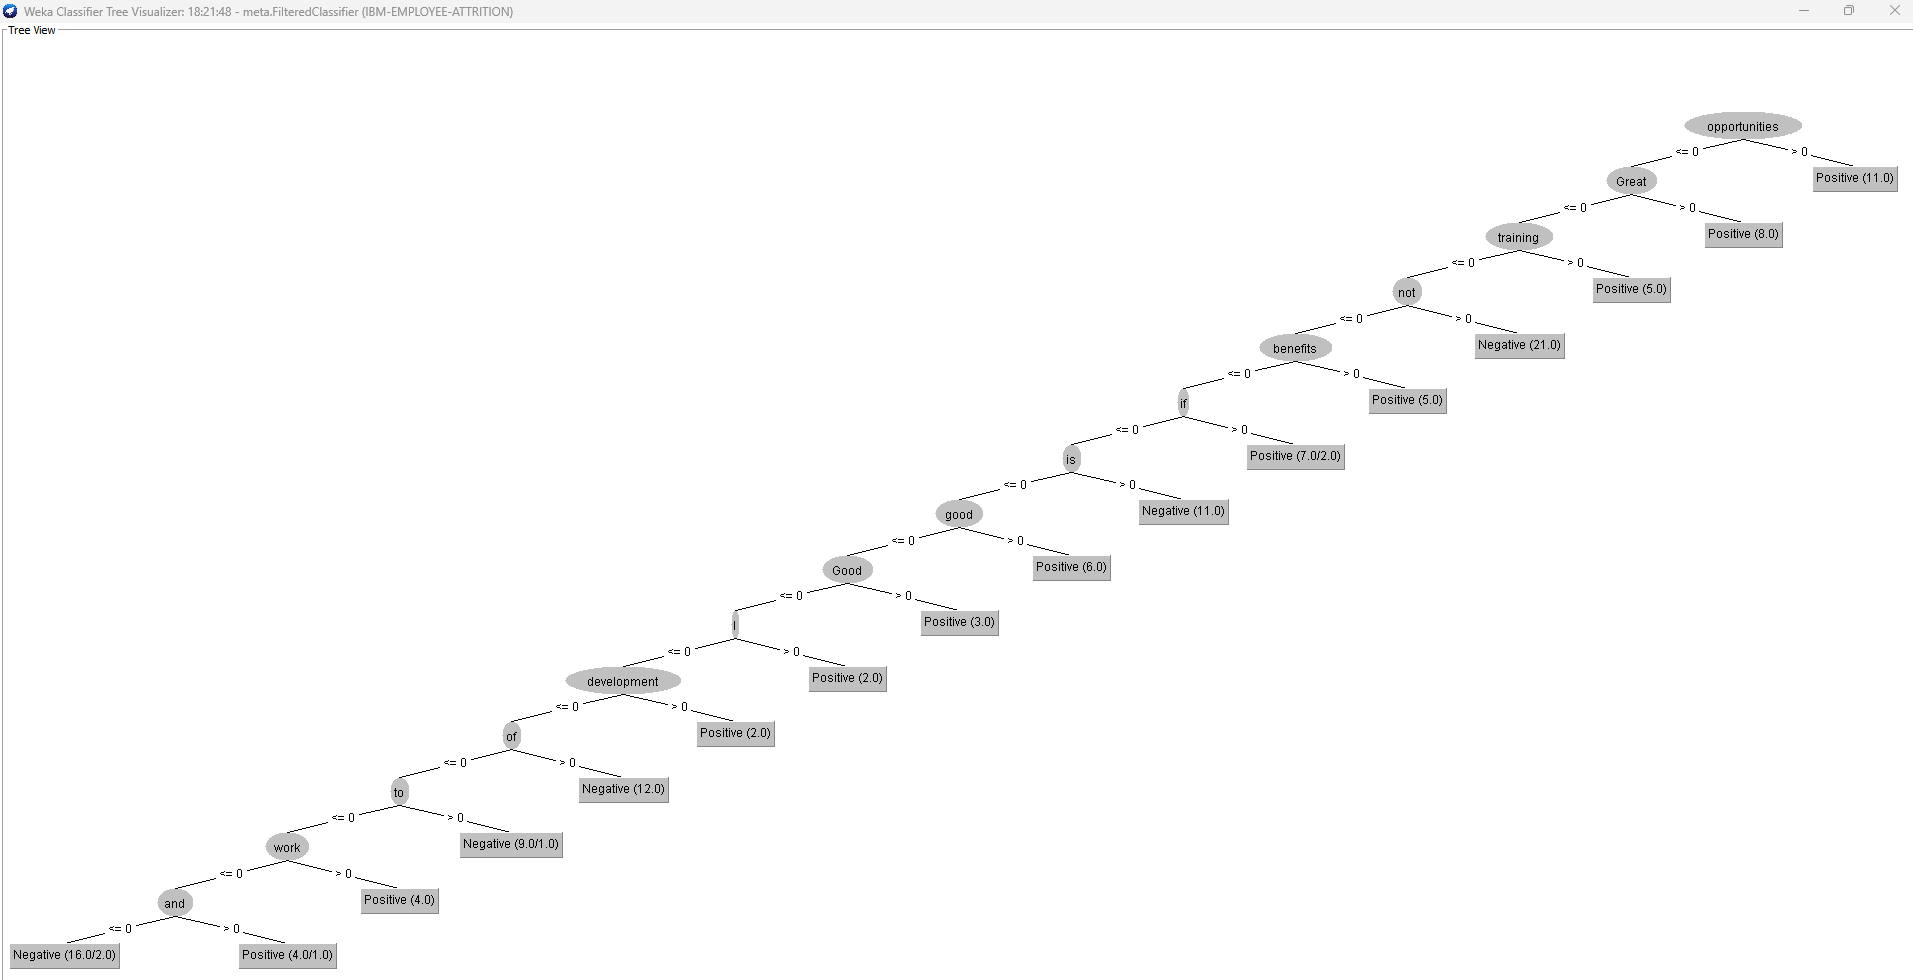 Weka Classifier Tree Visualizer: 18:21:48 - meta.FilteredClassifier (IBM-EMPLOYEE-ATTRITION)
Tree View
opportunities
<= 0 > 0
Great
Positive (11.0)
<= 0 > 0
training
Positive (8.0)
<= 0 > 0
not
Positive (5.0)
<= 0 > 0
benefits
Negative (21.0)
<= 0 > 0
if
Positive (5.0)
<= 0 > 0
is
Positive (7.0/2.0)
<= 0 > 0
good
Negative (11.0)
<= 0 > 0
Good
Positive (6.0)
<= 0 > 0
I
Positive (3.0)
<= 0 > 0
development
Positive (2.0)
<= 0 > 0
of
Positive (2.0)
<= 0 > 0
to
Negative (12.0)
<= 0 > 0
work
Negative (9.0/1.0)
<= 0 > 0
and
Positive (4.0)
<= 0 > 0
Negative (16.0/2.0) Positive (4.0/1.0)